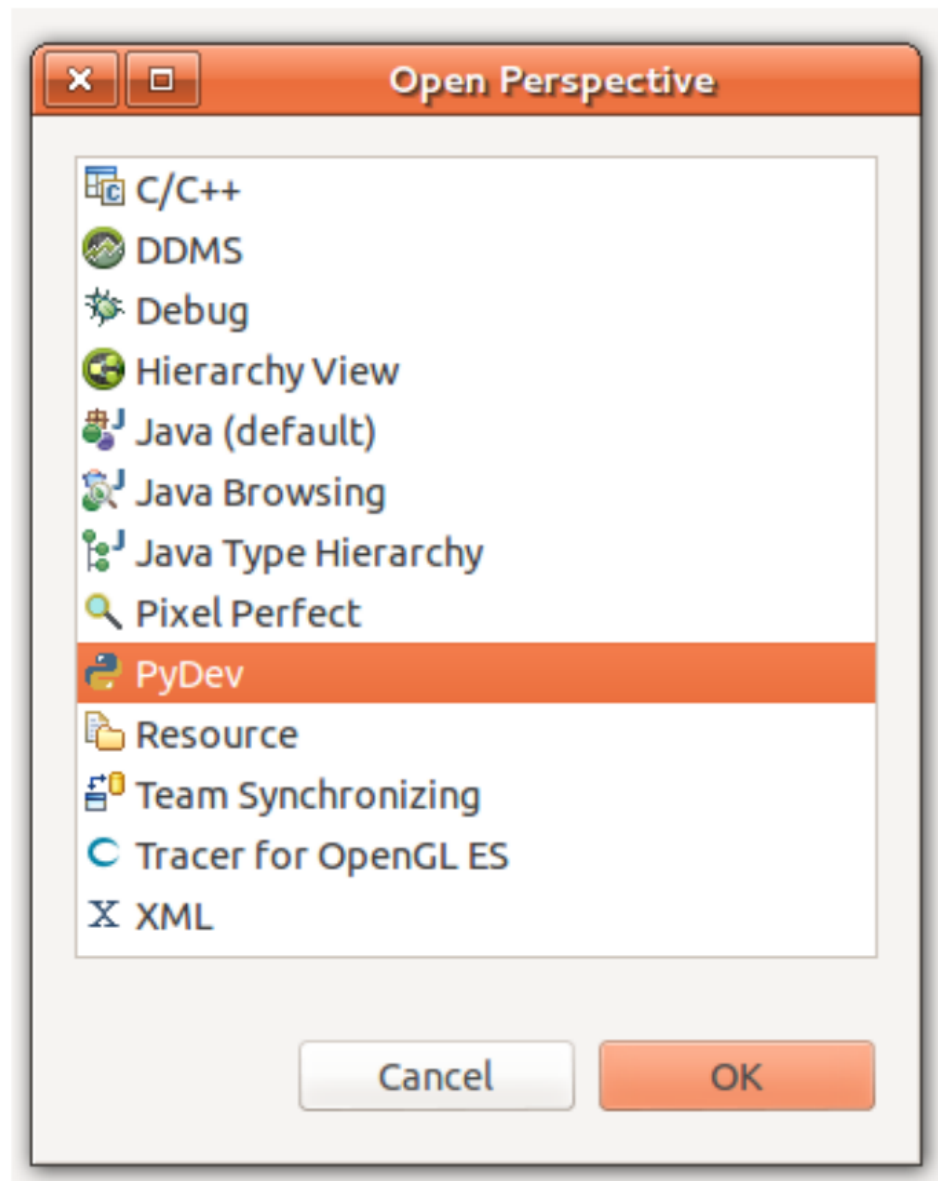 Open Perspective
C/C++
DDMS
Debug
Hierarchy View
Java (default)
Java Browsing
Java Type Hierarchy
Pixel Perfect
PyDev
Resource
Team Synchronizing
Tracer for OpenGL ES
XML
Cancel OK